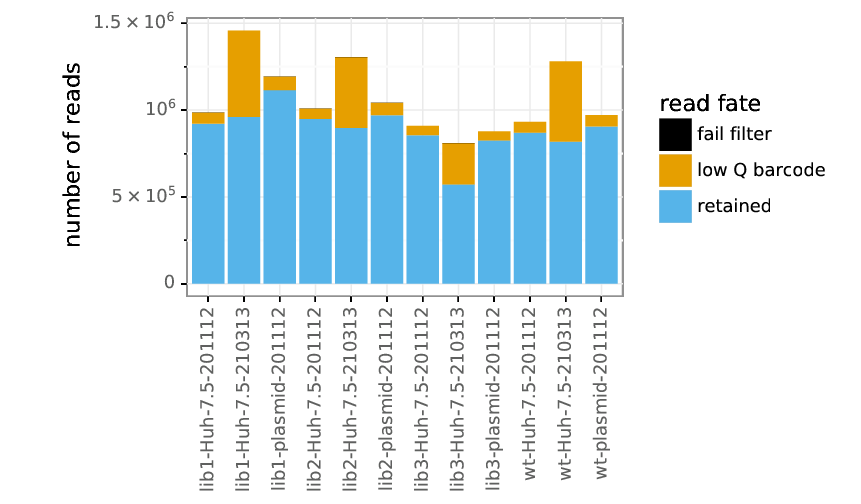 number of reads
1.5 × 10⁶
10⁶
5 × 10⁵
0
lib1-Huh-7.5-201112
lib1-Huh-7.5-210313
lib1-plasmid-201112
lib2-Huh-7.5-201112
lib2-Huh-7.5-210313
lib2-plasmid-201112
lib3-Huh-7.5-201112
lib3-Huh-7.5-210313
lib3-plasmid-201112
wt-Huh-7.5-201112
wt-Huh-7.5-210313
wt-plasmid-201112
read fate
fail filter
low Q barcode
retained